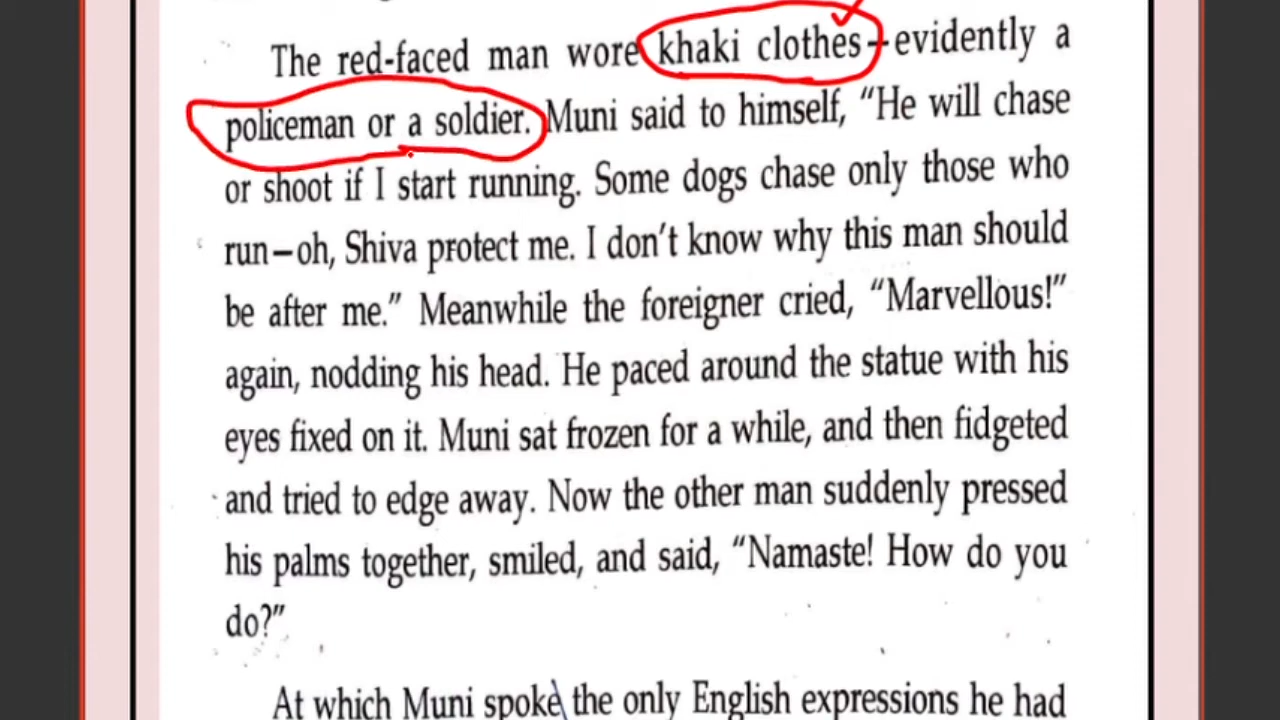 The red-faced man wore khaki clothes—evidently a
policeman or a soldier. Muni said to himself, “He will chase
or shoot if I start running. Some dogs chase only those who
run—oh, Shiva protect me. I don’t know why this man should
be after me.” Meanwhile the foreigner cried, “Marvellous!”
again, nodding his head. He paced around the statue with his
eyes fixed on it. Muni sat frozen for a while, and then fidgeted
and tried to edge away. Now the other man suddenly pressed
his palms together, smiled, and said, “Namaste! How do you
do?”
At which Muni spoke the only English expressions he had